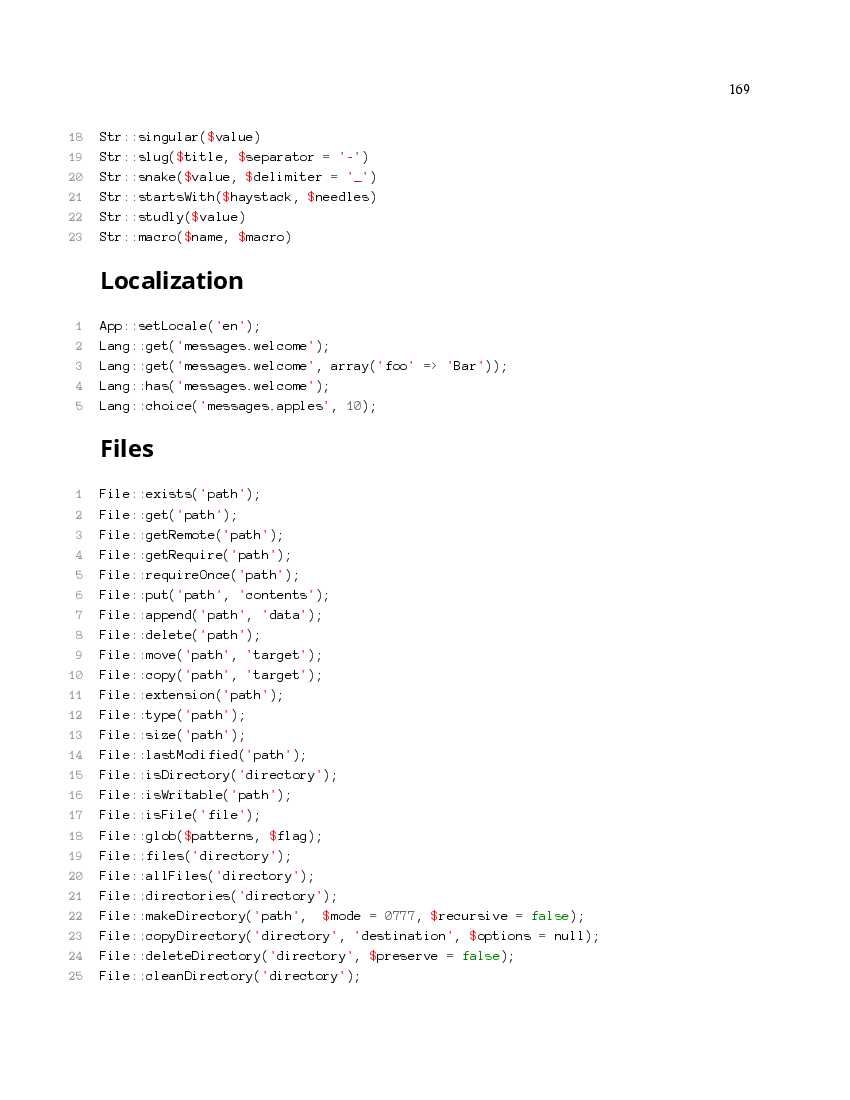 169
18 Str::singular($value)
19 Str::slug($title, $separator = '-')
20 Str::snake($value, $delimiter = '_')
21 Str::startsWith($haystack, $needles)
22 Str::studly($value)
23 Str::macro($name, $macro)
Localization
1 App::setLocale('en');
2 Lang::get('messages.welcome');
3 Lang::get('messages.welcome', array('foo' => 'Bar'));
4 Lang::has('messages.welcome');
5 Lang::choice('messages.apples', 10);
Files
1 File::exists('path');
2 File::get('path');
3 File::getRemote('path');
4 File::getRequire('path');
5 File::requireOnce('path');
6 File::put('path', 'contents');
7 File::append('path', 'data');
8 File::delete('path');
9 File::move('path', 'target');
10 File::copy('path', 'target');
11 File::extension('path');
12 File::type('path');
13 File::size('path');
14 File::lastModified('path');
15 File::isDirectory('directory');
16 File::isWritable('path');
17 File::isFile('file');
18 File::glob($patterns, $flag);
19 File::files('directory');
20 File::allFiles('directory');
21 File::directories('directory');
22 File::makeDirectory('path',  $mode = 0777, $recursive = false);
23 File::copyDirectory('directory', 'destination', $options = null);
24 File::deleteDirectory('directory', $preserve = false);
25 File::cleanDirectory('directory');